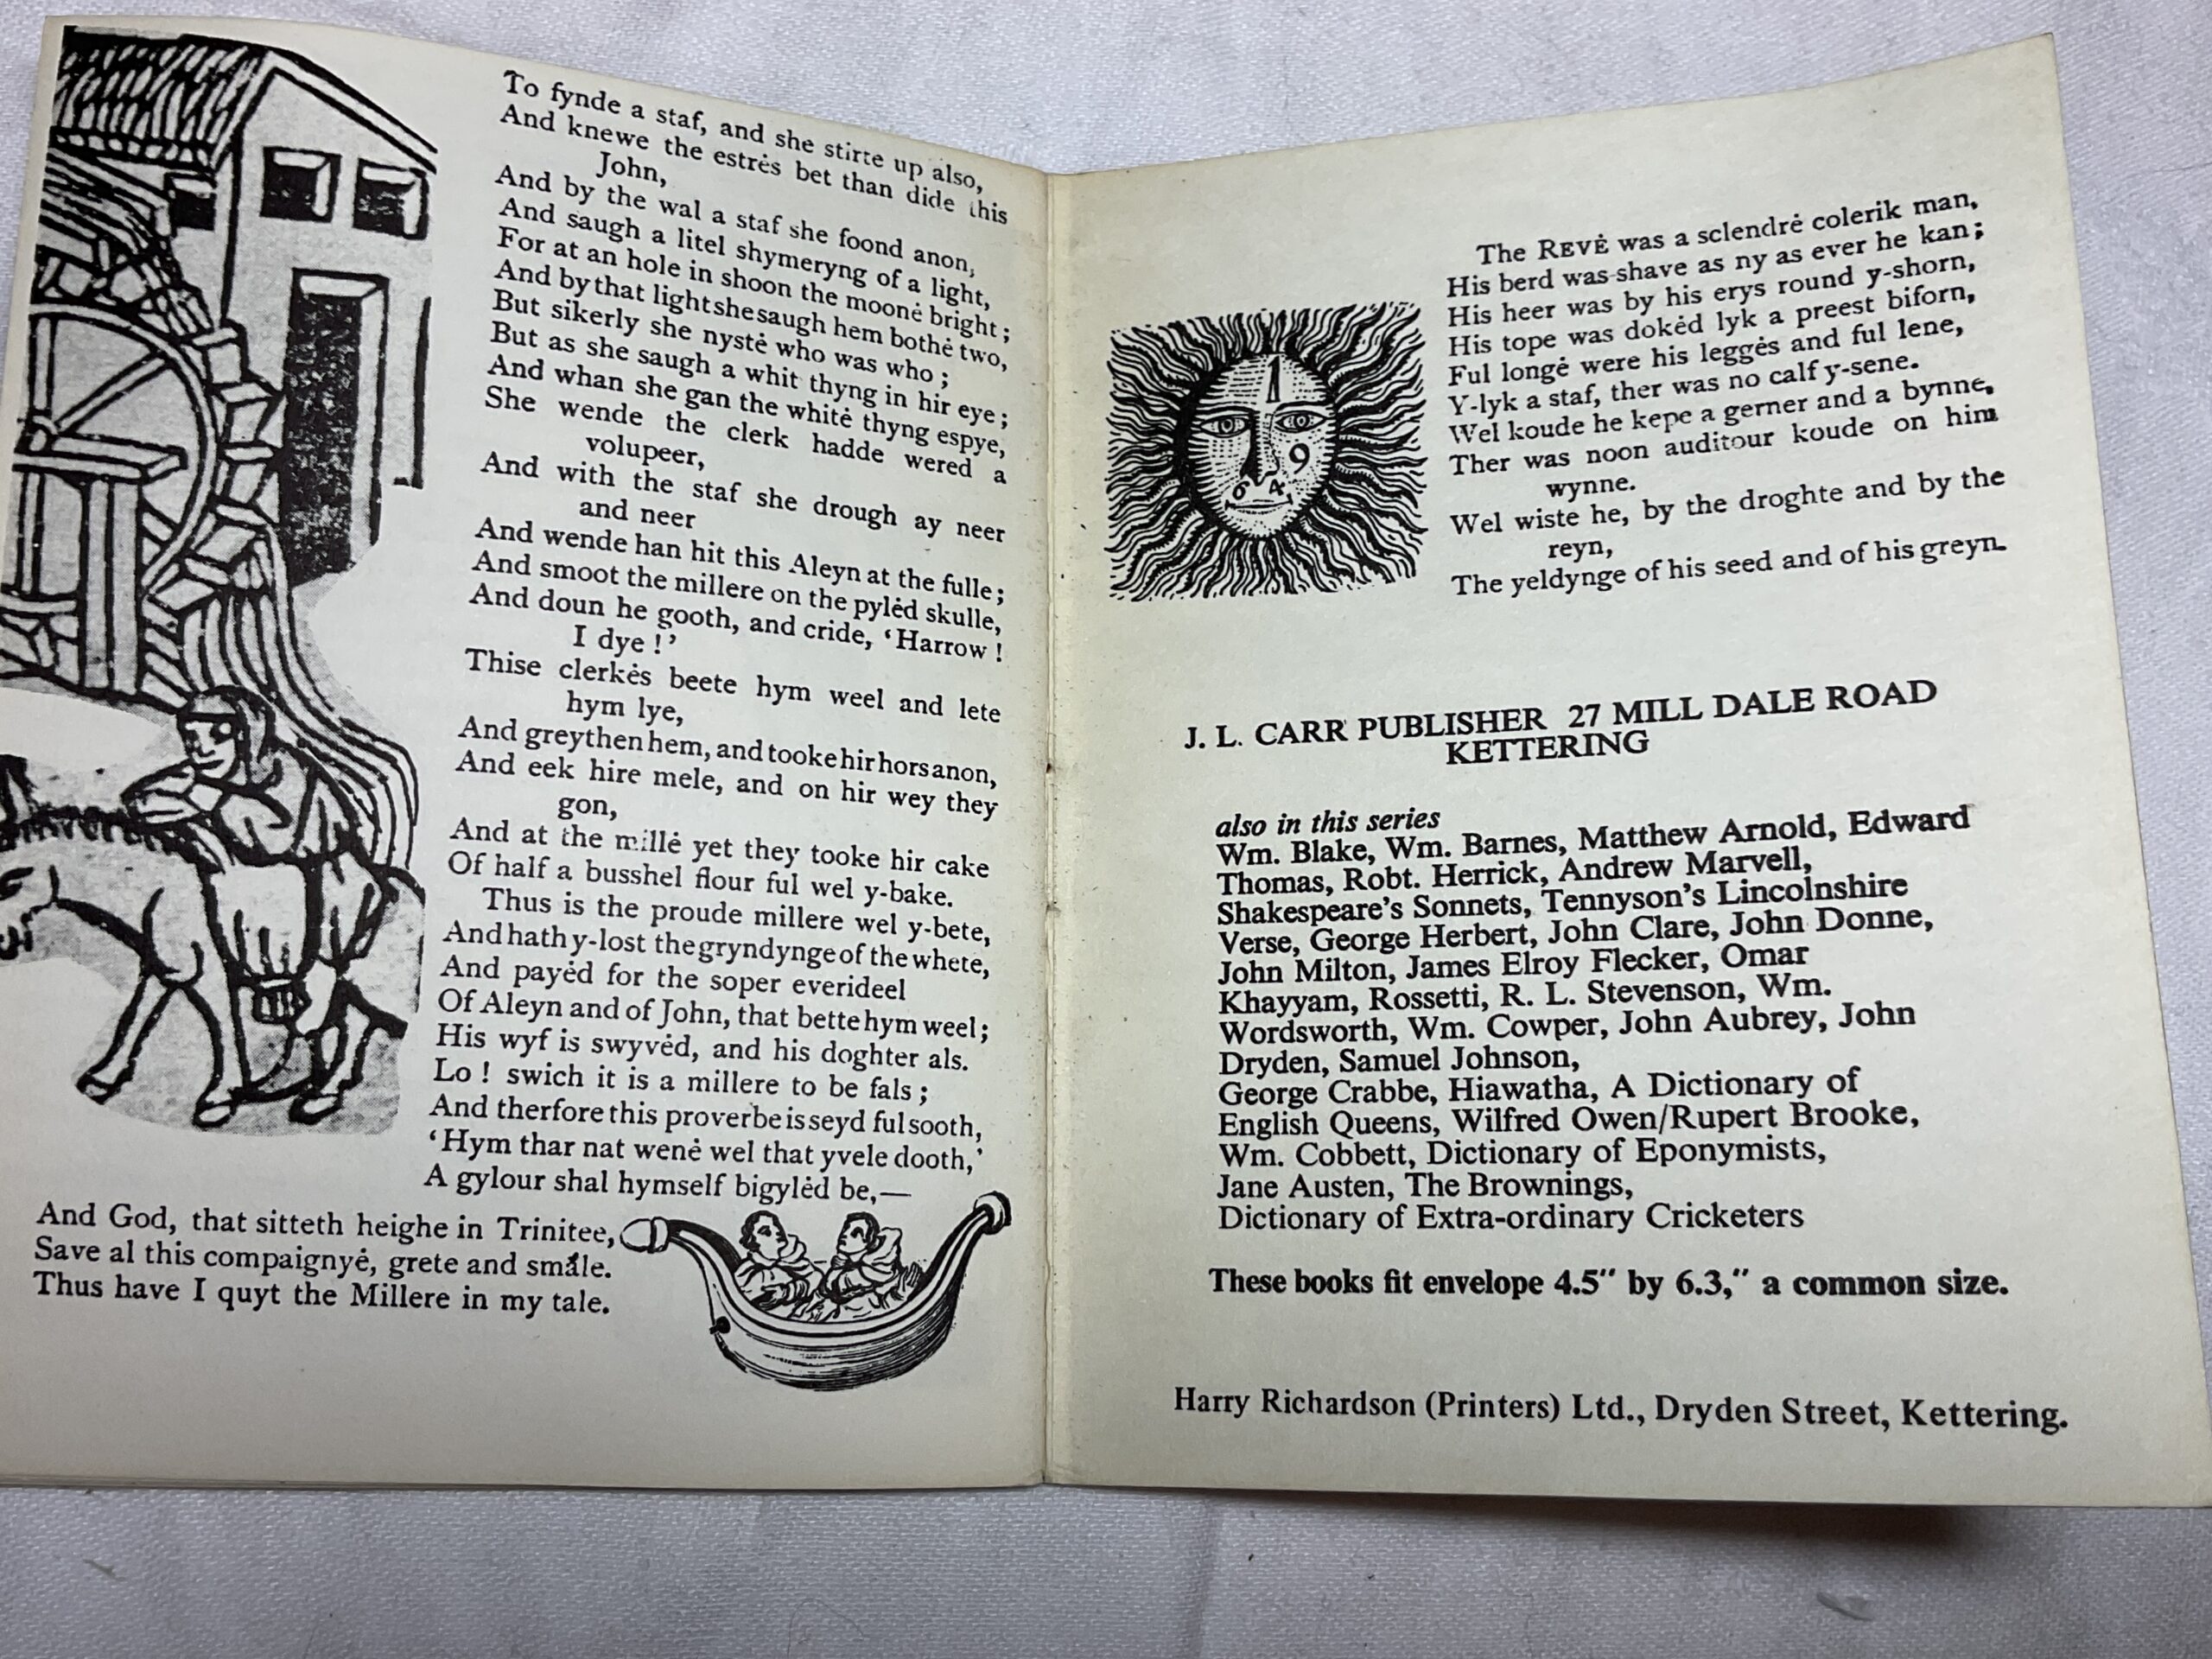 To fynde a staf, and she stirte up also,
And knewe the estrès bet than dide this
John,
And by the wal a staf she foond anon,
And saugh a litel shymeryng of a light,
For at an hole in shoon the moonė bright ;
And by that light she saugh hem bothė two,
But sikerly she nystė who was who ;
But as she saugh a whit thyng in hir eye ;
And whan she gan the whitė thyng espye,
She wende the clerk hadde wered a
volupeer,
And with the staf she drough ay neer
and neer
And wende han hit this Aleyn at the fulle ;
And smoot the millere on the pylėd skulle,
And doun he gooth, and cride, ‘Harrow !
I dye !’
Thise clerkės beete hym weel and lete
hym lye,
And greythen hem, and tooke hir hors anon,
And eek hire mele, and on hir wey they
gon,
And at the millė yet they tooke hir cake
Of half a busshel flour ful wel y-bake.
Thus is the proude millere wel y-bete,
And hath y-lost the gryndynge of the whete,
And payėd for the soper everideel
Of Aleyn and of John, that bette hym weel ;
His wyf is swyvėd, and his doghter als.
Lo ! swich it is a millere to be fals ;
And therfore this proverbe is seyd ful sooth,
‘Hym thar nat wenė wel that yvele dooth,’
A gylour shal hymself bigylėd be,—
And God, that sitteth heighe in Trinitee,
Save al this compaignyė, grete and småle.
Thus have I quyt the Millere in my tale.
The REVĖ was a sclendrė colerik man,
His berd was shave as ny as ever he kan ;
His heer was by his erys round y-shorn,
His tope was dokėd lyk a preest biforn,
Ful longė were his leggės and ful lene,
Y-lyk a staf, ther was no calf y-sene.
Wel koude he kepe a gerner and a bynne,
Ther was noon auditour koude on him
wynne.
Wel wiste he, by the droghte and by the
reyn,
The yeldynge of his seed and of his greyn.
1
9
6 4
J. L. CARR PUBLISHER 27 MILL DALE ROAD
KETTERING
also in this series
Wm. Blake, Wm. Barnes, Matthew Arnold, Edward
Thomas, Robt. Herrick, Andrew Marvell,
Shakespeare's Sonnets, Tennyson's Lincolnshire
Verse, George Herbert, John Clare, John Donne,
John Milton, James Elroy Flecker, Omar
Khayyam, Rossetti, R. L. Stevenson, Wm.
Wordsworth, Wm. Cowper, John Aubrey, John
Dryden, Samuel Johnson,
George Crabbe, Hiawatha, A Dictionary of
English Queens, Wilfred Owen/Rupert Brooke,
Wm. Cobbett, Dictionary of Eponymists,
Jane Austen, The Brownings,
Dictionary of Extra-ordinary Cricketers
These books fit envelope 4.5″ by 6.3,″ a common size.
Harry Richardson (Printers) Ltd., Dryden Street, Kettering.